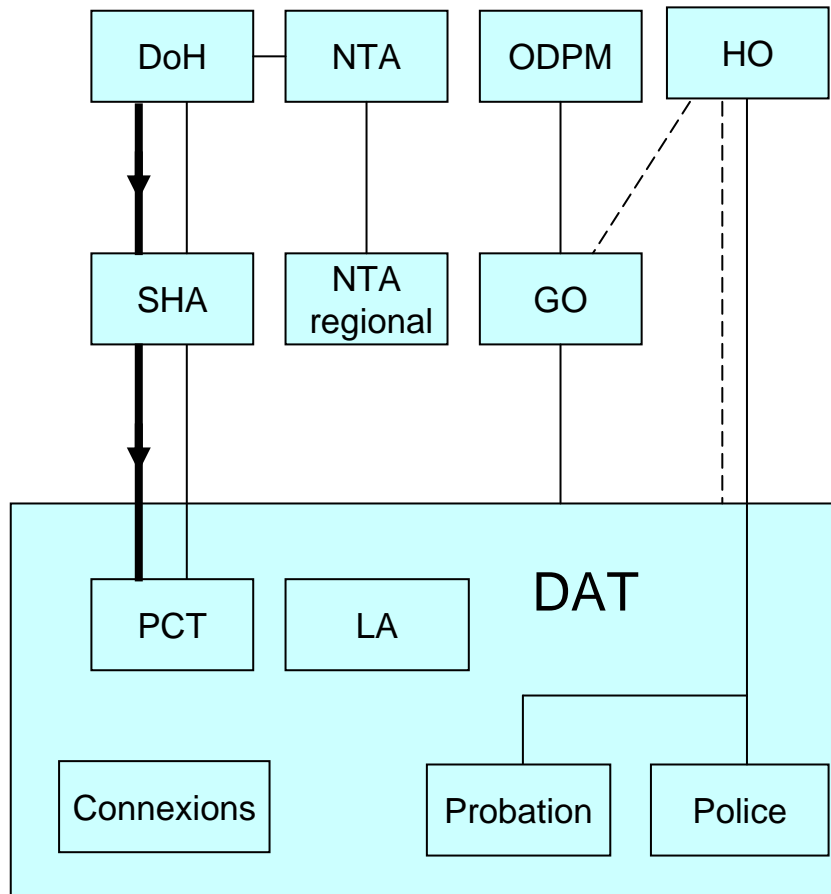 DoH
NTA
ODPM
HO
SHA
NTA
regional
GO
DAT
PCT
LA
Connexions
Probation
Police